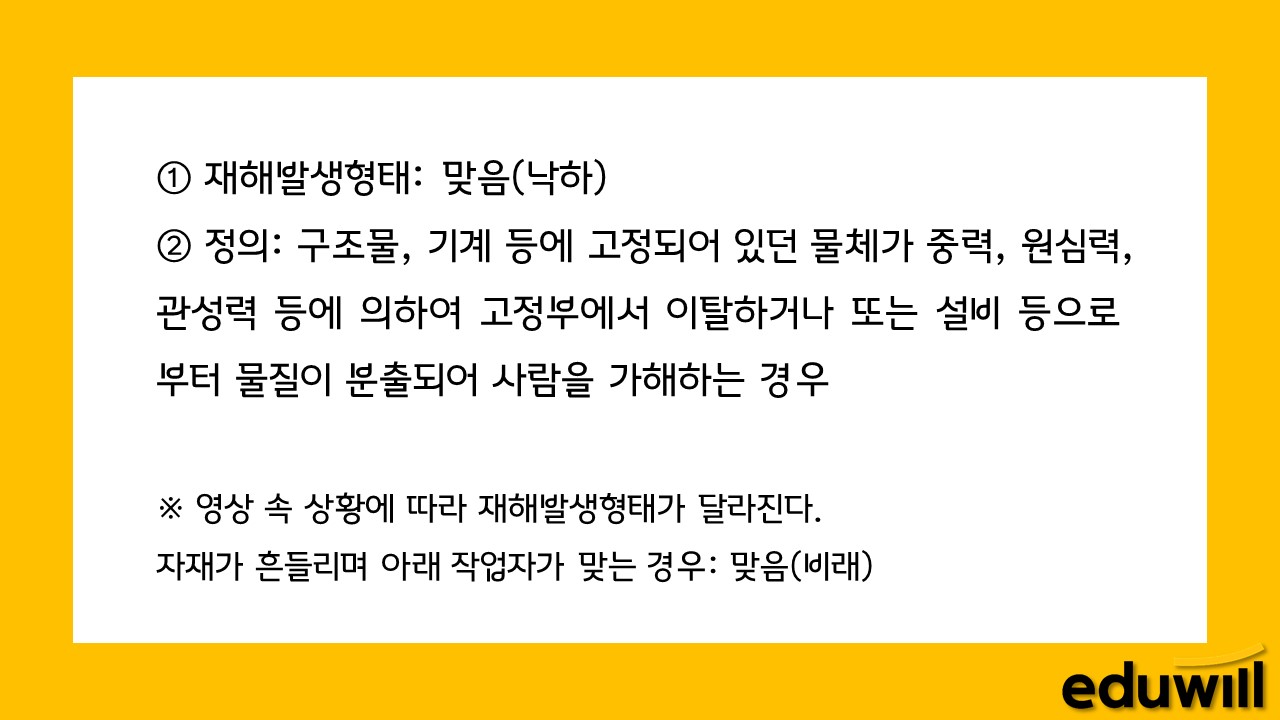 ① 재해발생형태: 맞음(낙하)
② 정의: 구조물, 기계 등에 고정되어 있던 물체가 중력, 원심력,
관성력 등에 의하여 고정부에서 이탈하거나 또는 설비 등으로
부터 물질이 분출되어 사람을 가해하는 경우
※ 영상 속 상황에 따라 재해발생형태가 달라진다.
자재가 흔들리며 아래 작업자가 맞는 경우: 맞음(비래)
eduwill